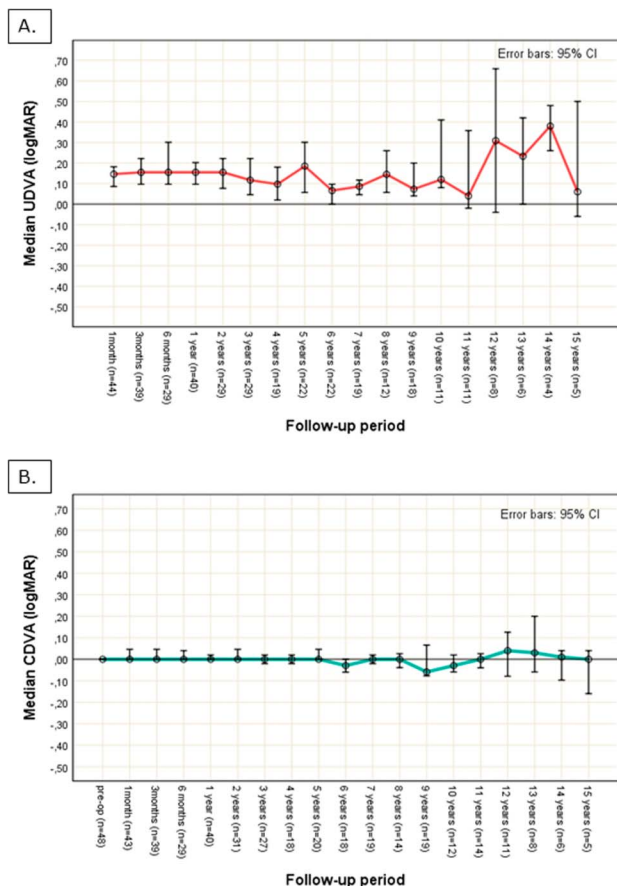 A.
Error bars: 95% CI
,70
,60
,50
,40
,30
,20
,10
,00
-,10
-,20
-,30
-,40
-,50
Median UDVA (logMAR)
1month (n=44)
3months (n=39)
6 months (n=29)
1 year (n=40)
2 years (n=29)
3 years (n=29)
4 years (n=19)
5 years (n=22)
6 years (n=22)
7 years (n=19)
8 years (n=12)
9 years (n=18)
10 years (n=11)
11 years (n=11)
12 years (n=8)
13 years (n=6)
14 years (n=4)
15 years (n=5)
Follow-up period
B.
Error bars: 95% CI
,70
,60
,50
,40
,30
,20
,10
,00
-,10
-,20
-,30
-,40
-,50
Median CDVA (logMAR)
pre-op (n=48)
1month (n=43)
3months (n=39)
6 months (n=29)
1 year (n=40)
2 years (n=31)
3 years (n=27)
4 years (n=18)
5 years (n=20)
6 years (n=18)
7 years (n=19)
8 years (n=14)
9 years (n=19)
10 years (n=12)
11 years (n=14)
12 years (n=11)
13 years (n=8)
14 years (n=6)
15 years (n=5)
Follow-up period